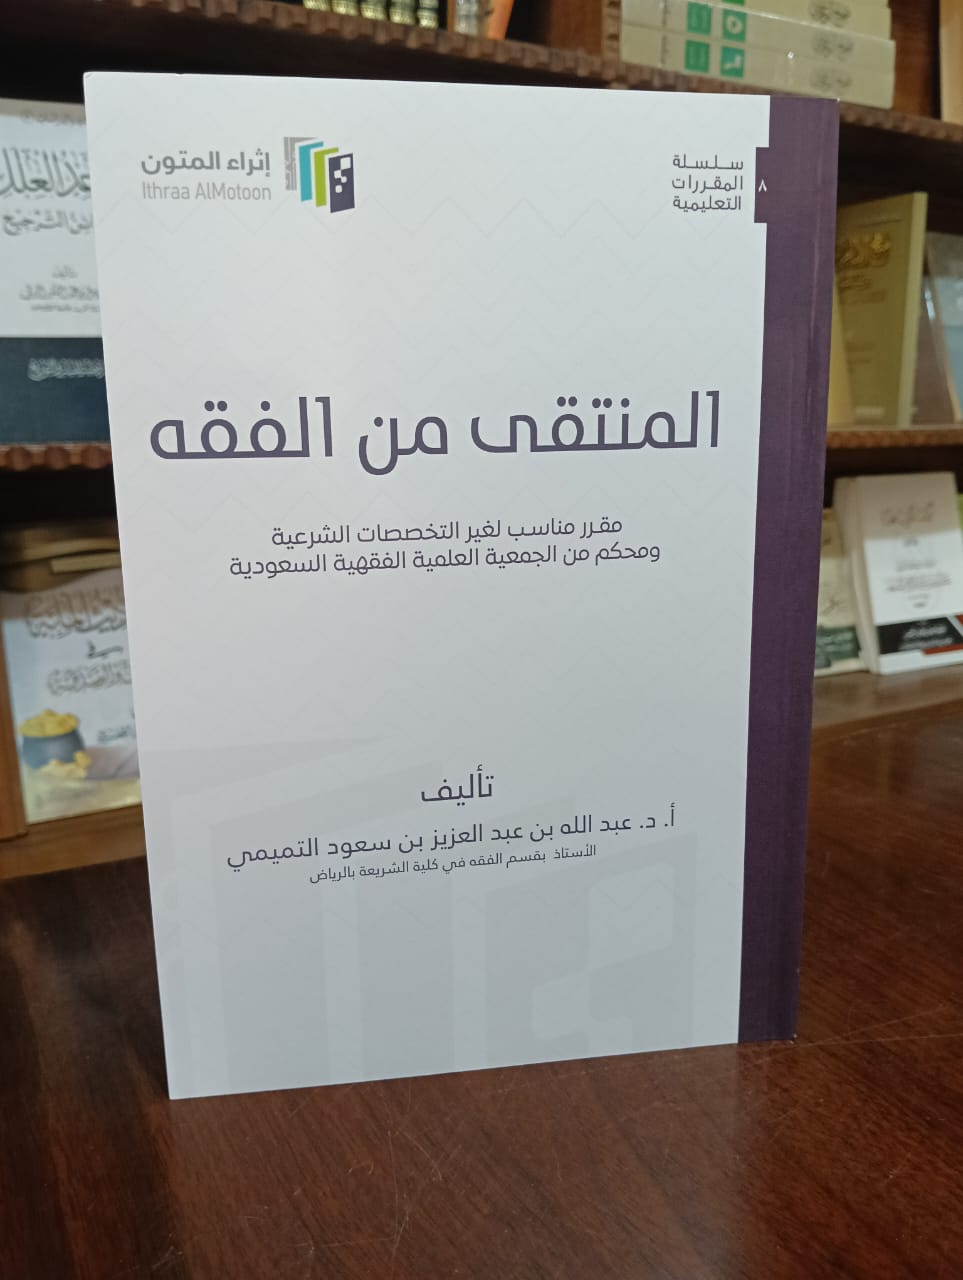 سلسلة
المقررات
التعليمية
٨
إثراء المتون
Ithraa AlMotoon
المنتقى من الفقه
مقرر مناسب لغير التخصصات الشرعية
ومحكم من الجمعية العلمية الفقهية السعودية
تأليف
أ. د. عبد الله بن عبد العزيز بن سعود التميمي
الأستاذ بقسم الفقه في كلية الشريعة بالرياض